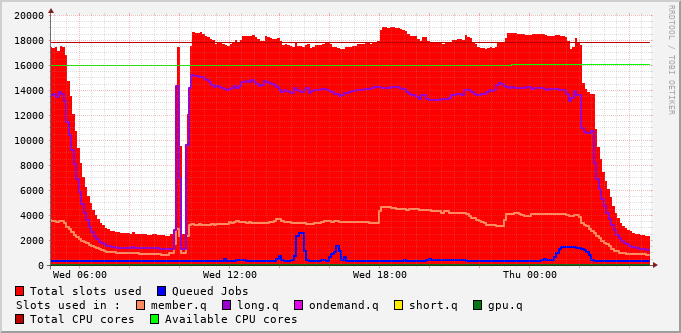 20000
18000
16000
14000
12000
10000
8000
6000
4000
2000
0
Wed 06:00 Wed 12:00 Wed 18:00 Thu 00:00
Total slots used Queued Jobs
Slots used in : member.q long.q ondemand.q short.q gpu.q
Total CPU cores Available CPU cores
RRDTOOL / TOBI OETIKER